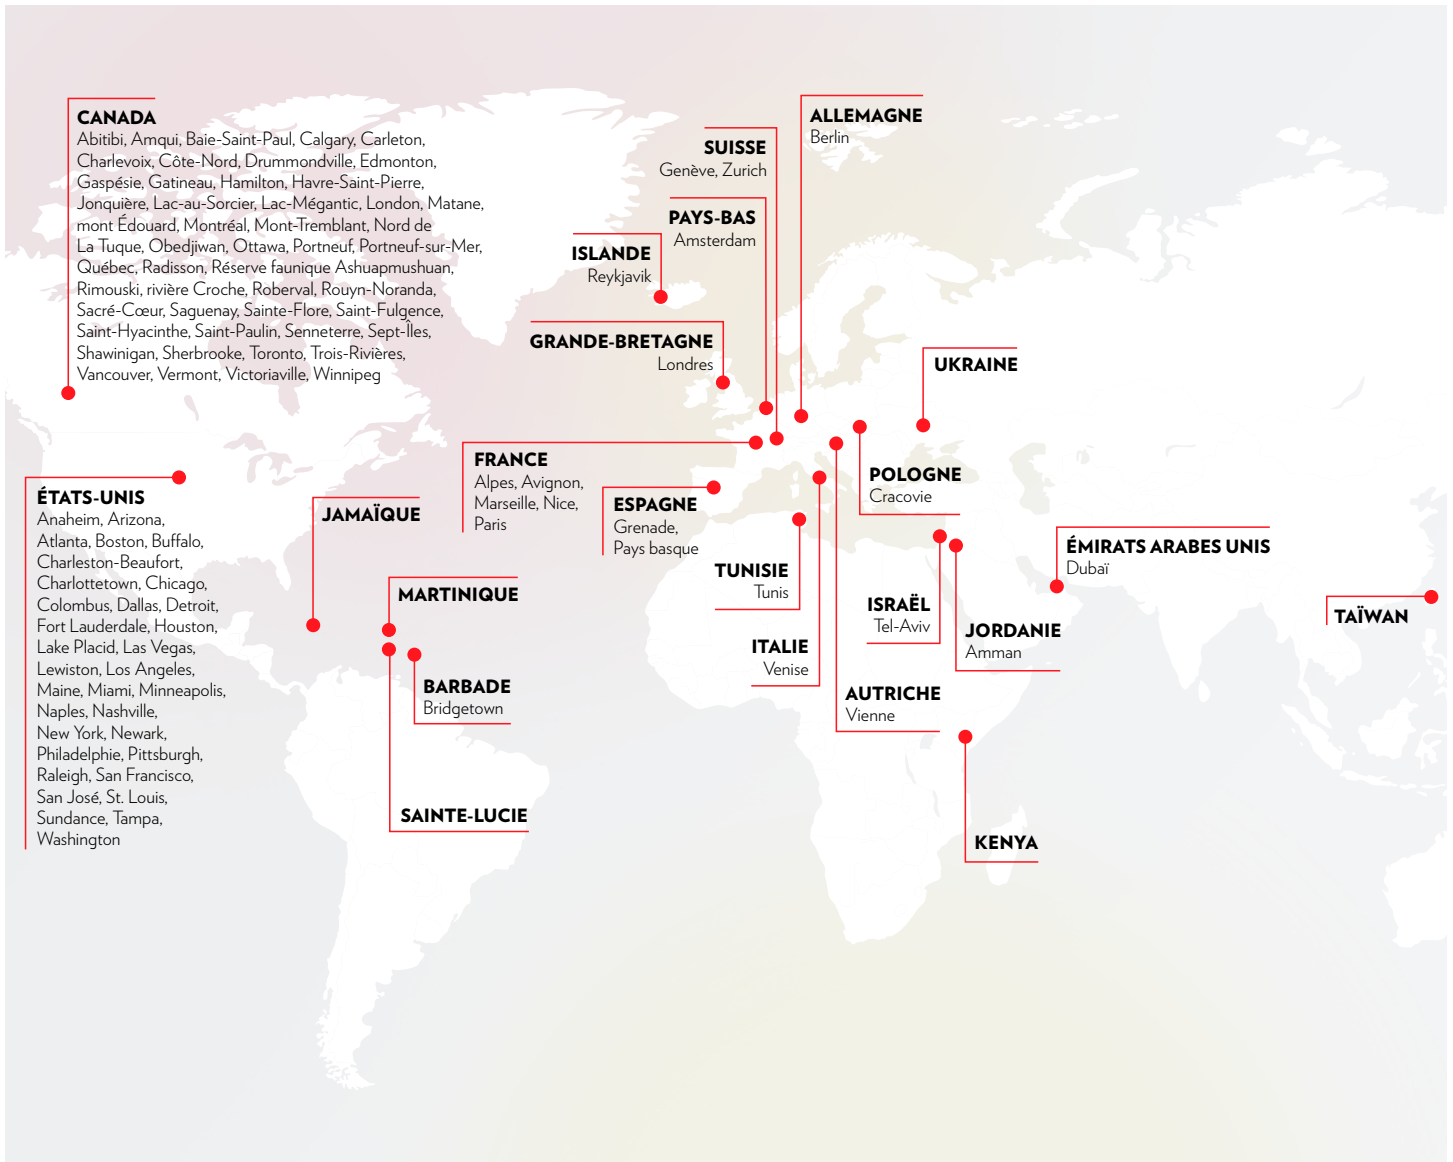 CANADA
Abitibi, Amqui, Baie-Saint-Paul, Calgary, Carleton,
Charlevoix, Côte-Nord, Drummondville, Edmonton,
Gaspésie, Gatineau, Hamilton, Havre-Saint-Pierre,
Jonquière, Lac-au-Sorcier, Lac-Mégantic, London, Matane,
mont Édouard, Montréal, Mont-Tremblant, Nord de
La Tuque, Obedjiwan, Ottawa, Portneuf, Portneuf-sur-Mer,
Québec, Radisson, Réserve faunique Ashuapmushuan,
Rimouski, rivière Croche, Roberval, Rouyn-Noranda,
Sacré-Cœur, Saguenay, Sainte-Flore, Saint-Fulgence,
Saint-Hyacinthe, Saint-Paulin, Senneterre, Sept-Îles,
Shawinigan, Sherbrooke, Toronto, Trois-Rivières,
Vancouver, Vermont, Victoriaville, Winnipeg
ÉTATS-UNIS
Anaheim, Arizona,
Atlanta, Boston, Buffalo,
Charleston-Beaufort,
Charlottetown, Chicago,
Colombus, Dallas, Detroit,
Fort Lauderdale, Houston,
Lake Placid, Las Vegas,
Lewiston, Los Angeles,
Maine, Miami, Minneapolis,
Naples, Nashville,
New York, Newark,
Philadelphie, Pittsburgh,
Raleigh, San Francisco,
San José, St. Louis,
Sundance, Tampa,
Washington
JAMAÏQUE
MARTINIQUE
BARBADE
Bridgetown
SAINTE-LUCIE
ALLEMAGNE
Berlin
SUISSE
Genève, Zurich
PAYS-BAS
Amsterdam
ISLANDE
Reykjavik
GRANDE-BRETAGNE
Londres
UKRAINE
FRANCE
Alpes, Avignon,
Marseille, Nice,
Paris
ESPAGNE
Grenade,
Pays basque
POLOGNE
Cracovie
TUNISIE
Tunis
ITALIE
Venise
AUTRICHE
Vienne
ISRAËL
Tel-Aviv
JORDANIE
Amman
ÉMIRATS ARABES UNIS
Dubaï
TAÏWAN
KENYA